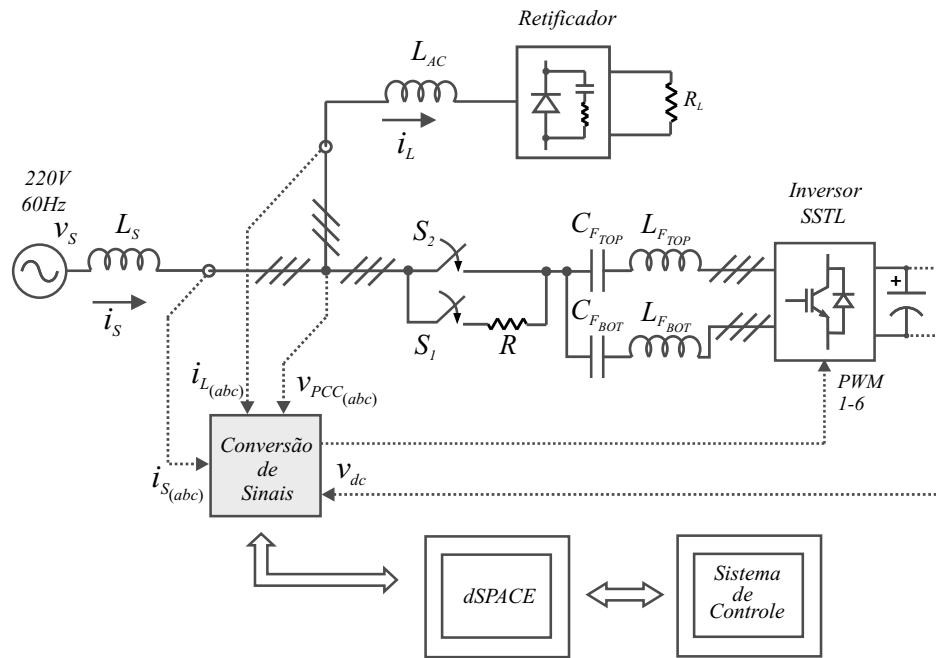 Retificador
L_AC
i_L
R_L
220V
60Hz
v_S
L_S
i_S
S_2
S_1
R
C_F_TOP
L_F_TOP
C_F_BOT
L_F_BOT
Inversor
SSTL
+
PWM
1-6
i_L(abc)
v_PCC(abc)
i_S(abc)
v_dc
Conversão
de
Sinais
dSPACE
Sistema
de
Controle